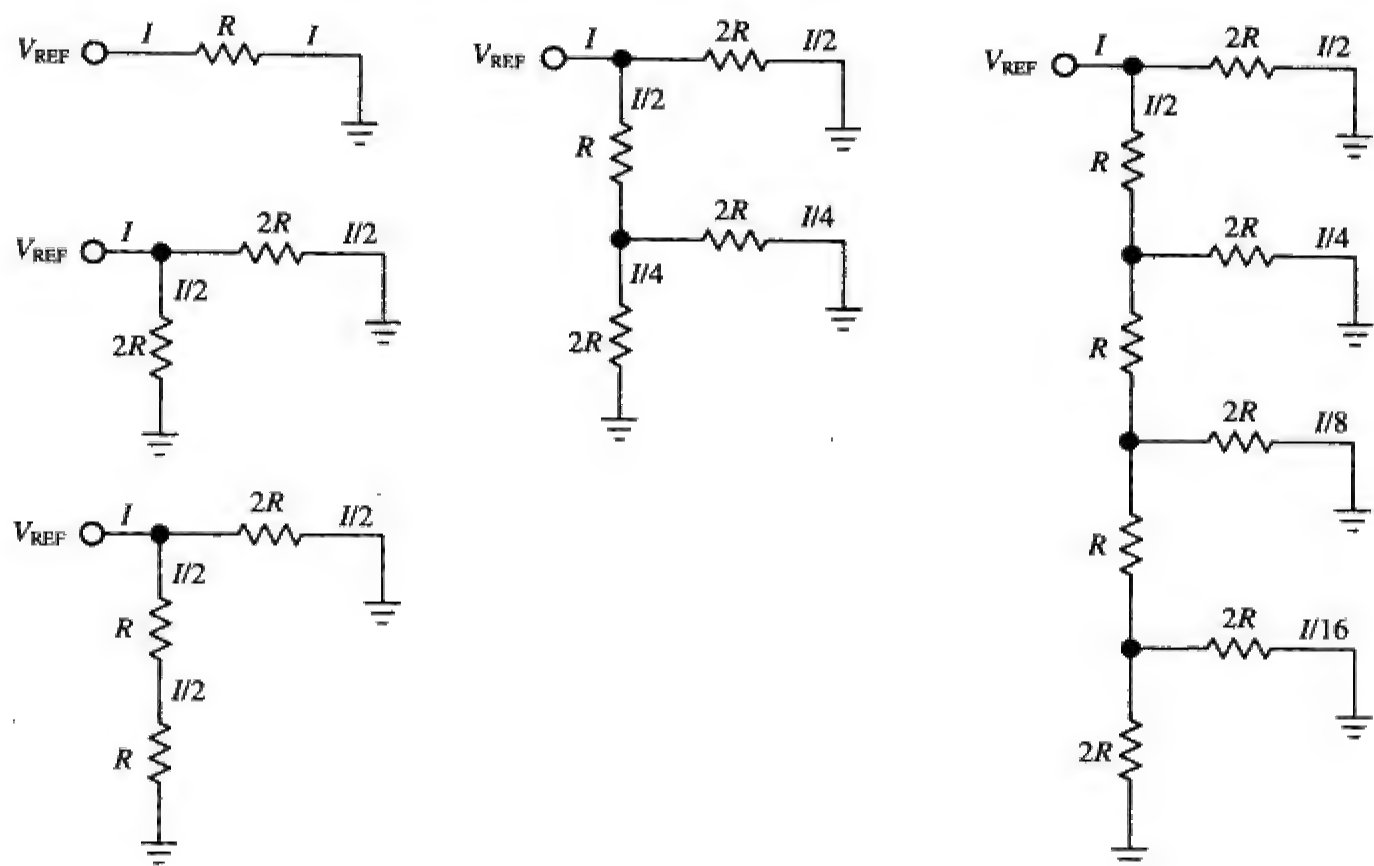 V_REF I R I
V_REF I 2R I/2
I/2
2R
V_REF I 2R I/2
I/2
R
I/2
R
V_REF I 2R I/2
I/2
R
2R I/4
I/4
2R
V_REF I 2R I/2
I/2
R
2R I/4
R
2R I/8
R
2R I/16
2R